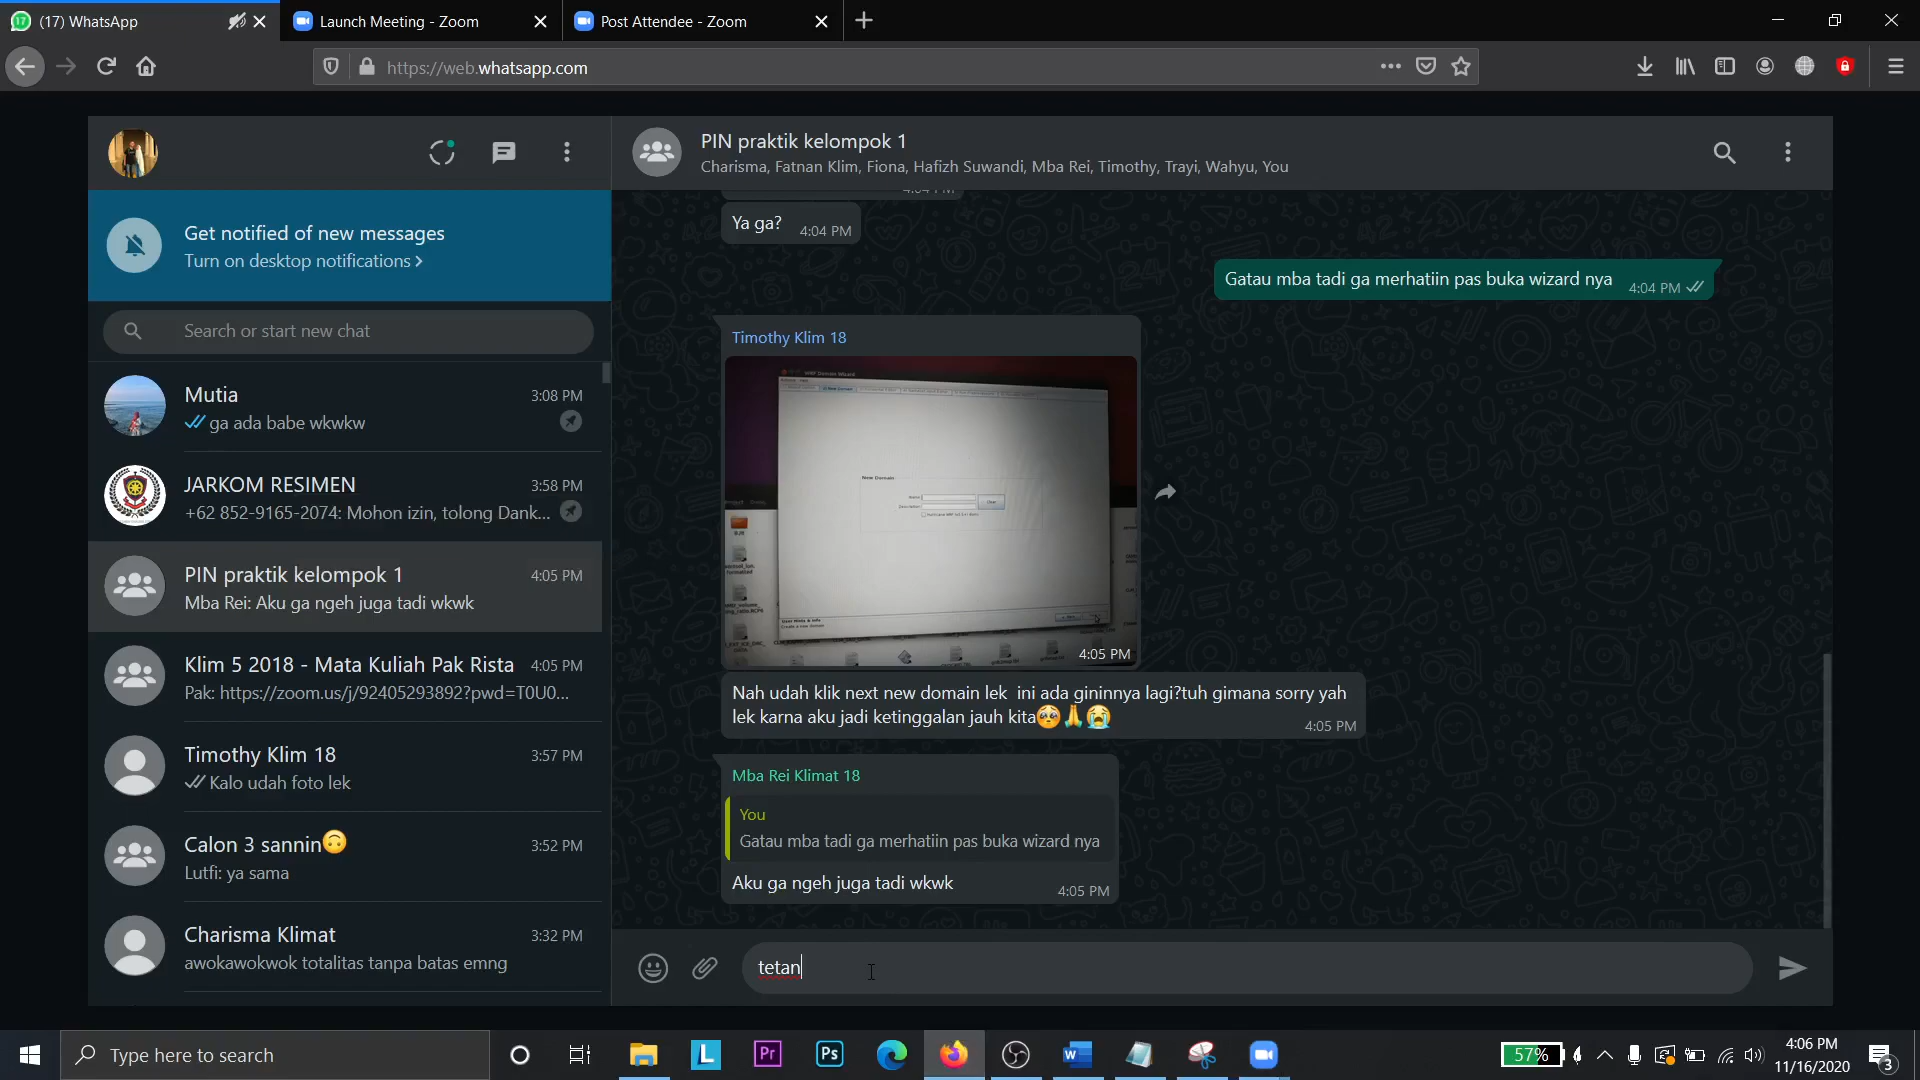 (17) WhatsApp
Launch Meeting - Zoom
Post Attendee - Zoom
https://web.whatsapp.com
Get notified of new messages
Turn on desktop notifications >
Search or start new chat
Mutia
3:08 PM
ga ada babe wkwkw
JARKOM RESIMEN
3:58 PM
+62 852-9165-2074: Mohon izin, tolong Dank...
PIN praktik kelompok 1
4:05 PM
Mba Rei: Aku ga ngeh juga tadi wkwk
Klim 5 2018 - Mata Kuliah Pak Rista
4:05 PM
Pak: https://zoom.us/j/92405293892?pwd=T0U0...
Timothy Klim 18
3:57 PM
Kalo udah foto lek
Calon 3 sannin🙃
3:52 PM
Lutfi: ya sama
Charisma Klimat
3:32 PM
awokawokwok totalitas tanpa batas emng
PIN praktik kelompok 1
Charisma, Fatnan Klim, Fiona, Hafizh Suwandi, Mba Rei, Timothy, Trayi, Wahyu, You
Ya ga?
4:04 PM
Gatau mba tadi ga merhatiin pas buka wizard nya
4:04 PM
Timothy Klim 18
WRF Domain Wizard
New Domain
Name
Clear
4:05 PM
Nah udah klik next new domain lek ini ada gininnya lagi?tuh gimana sorry yah
lek karna aku jadi ketinggalan jauh kita🥺🙏😭
4:05 PM
Mba Rei Klimat 18
You
Gatau mba tadi ga merhatiin pas buka wizard nya
Aku ga ngeh juga tadi wkwk
4:05 PM
tetan
Type here to search
57%
4:06 PM
11/16/2020
3